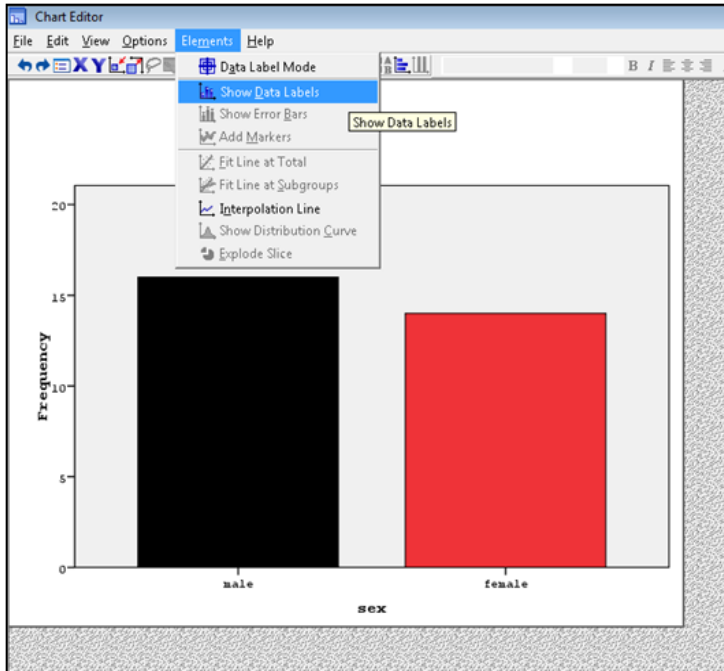 Chart Editor
File Edit View Options Elements Help
B I
Data Label Mode
Show Data Labels
Show Error Bars
Show Data Labels
Add Markers
Fit Line at Total
Fit Line at Subgroups
Interpolation Line
Show Distribution Curve
Explode Slice
20
15
10
5
0
Frequency
male female
sex